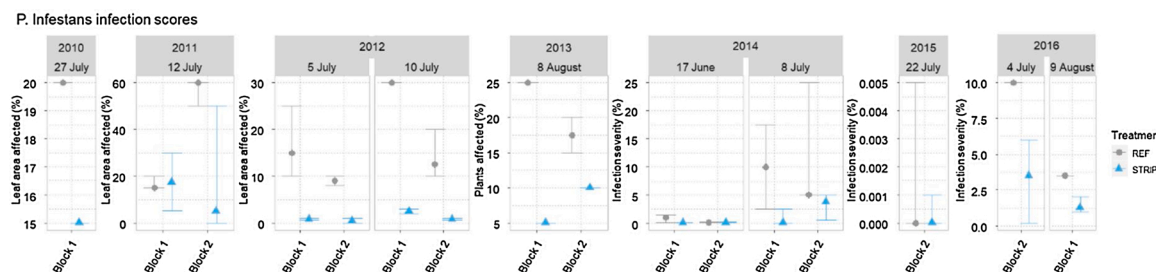 P. Infestans infection scores
2010 2011 2012 2013 2014 2015 2016
27 July 12 July 5 July 10 July 8 August 17 June 8 July 22 July 4 July 9 August
Leaf area affected (%)
20
19
18
17
16
15
Block 1
Leaf area affected (%)
60
40
20
0
Block 1 Block 2
Leaf area affected (%)
30
20
10
0
Block 1 Block 2 Block 1 Block 2
Plants affected (%)
25
20
15
10
5
Block 1 Block 2
Infection severity (%)
25
20
15
10
5
0
Block 1 Block 2 Block 1 Block 2
Infection severity (%)
0.005
0.004
0.003
0.002
0.001
0.000
Block 2
Infection severity (%)
10.0
7.5
5.0
2.5
0.0
Block 2 Block 1
Treatmen
REF
STRIP